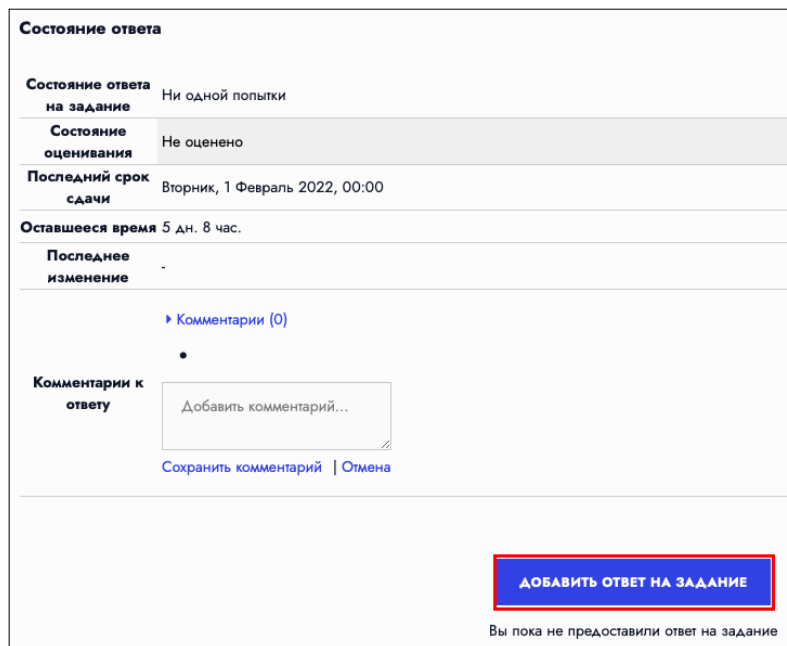 Состояние ответа
Состояние ответа
на задание
Ни одной попытки
Состояние
оценивания
Не оценено
Последний срок
сдачи
Вторник, 1 Февраль 2022, 00:00
Оставшееся время 5 дн. 8 час.
Последнее
изменение
-
Комментарии (0)
Комментарии к
ответу
Добавить комментарий...
Сохранить комментарий | Отмена
ДОБАВИТЬ ОТВЕТ НА ЗАДАНИЕ
Вы пока не предоставили ответ на задание